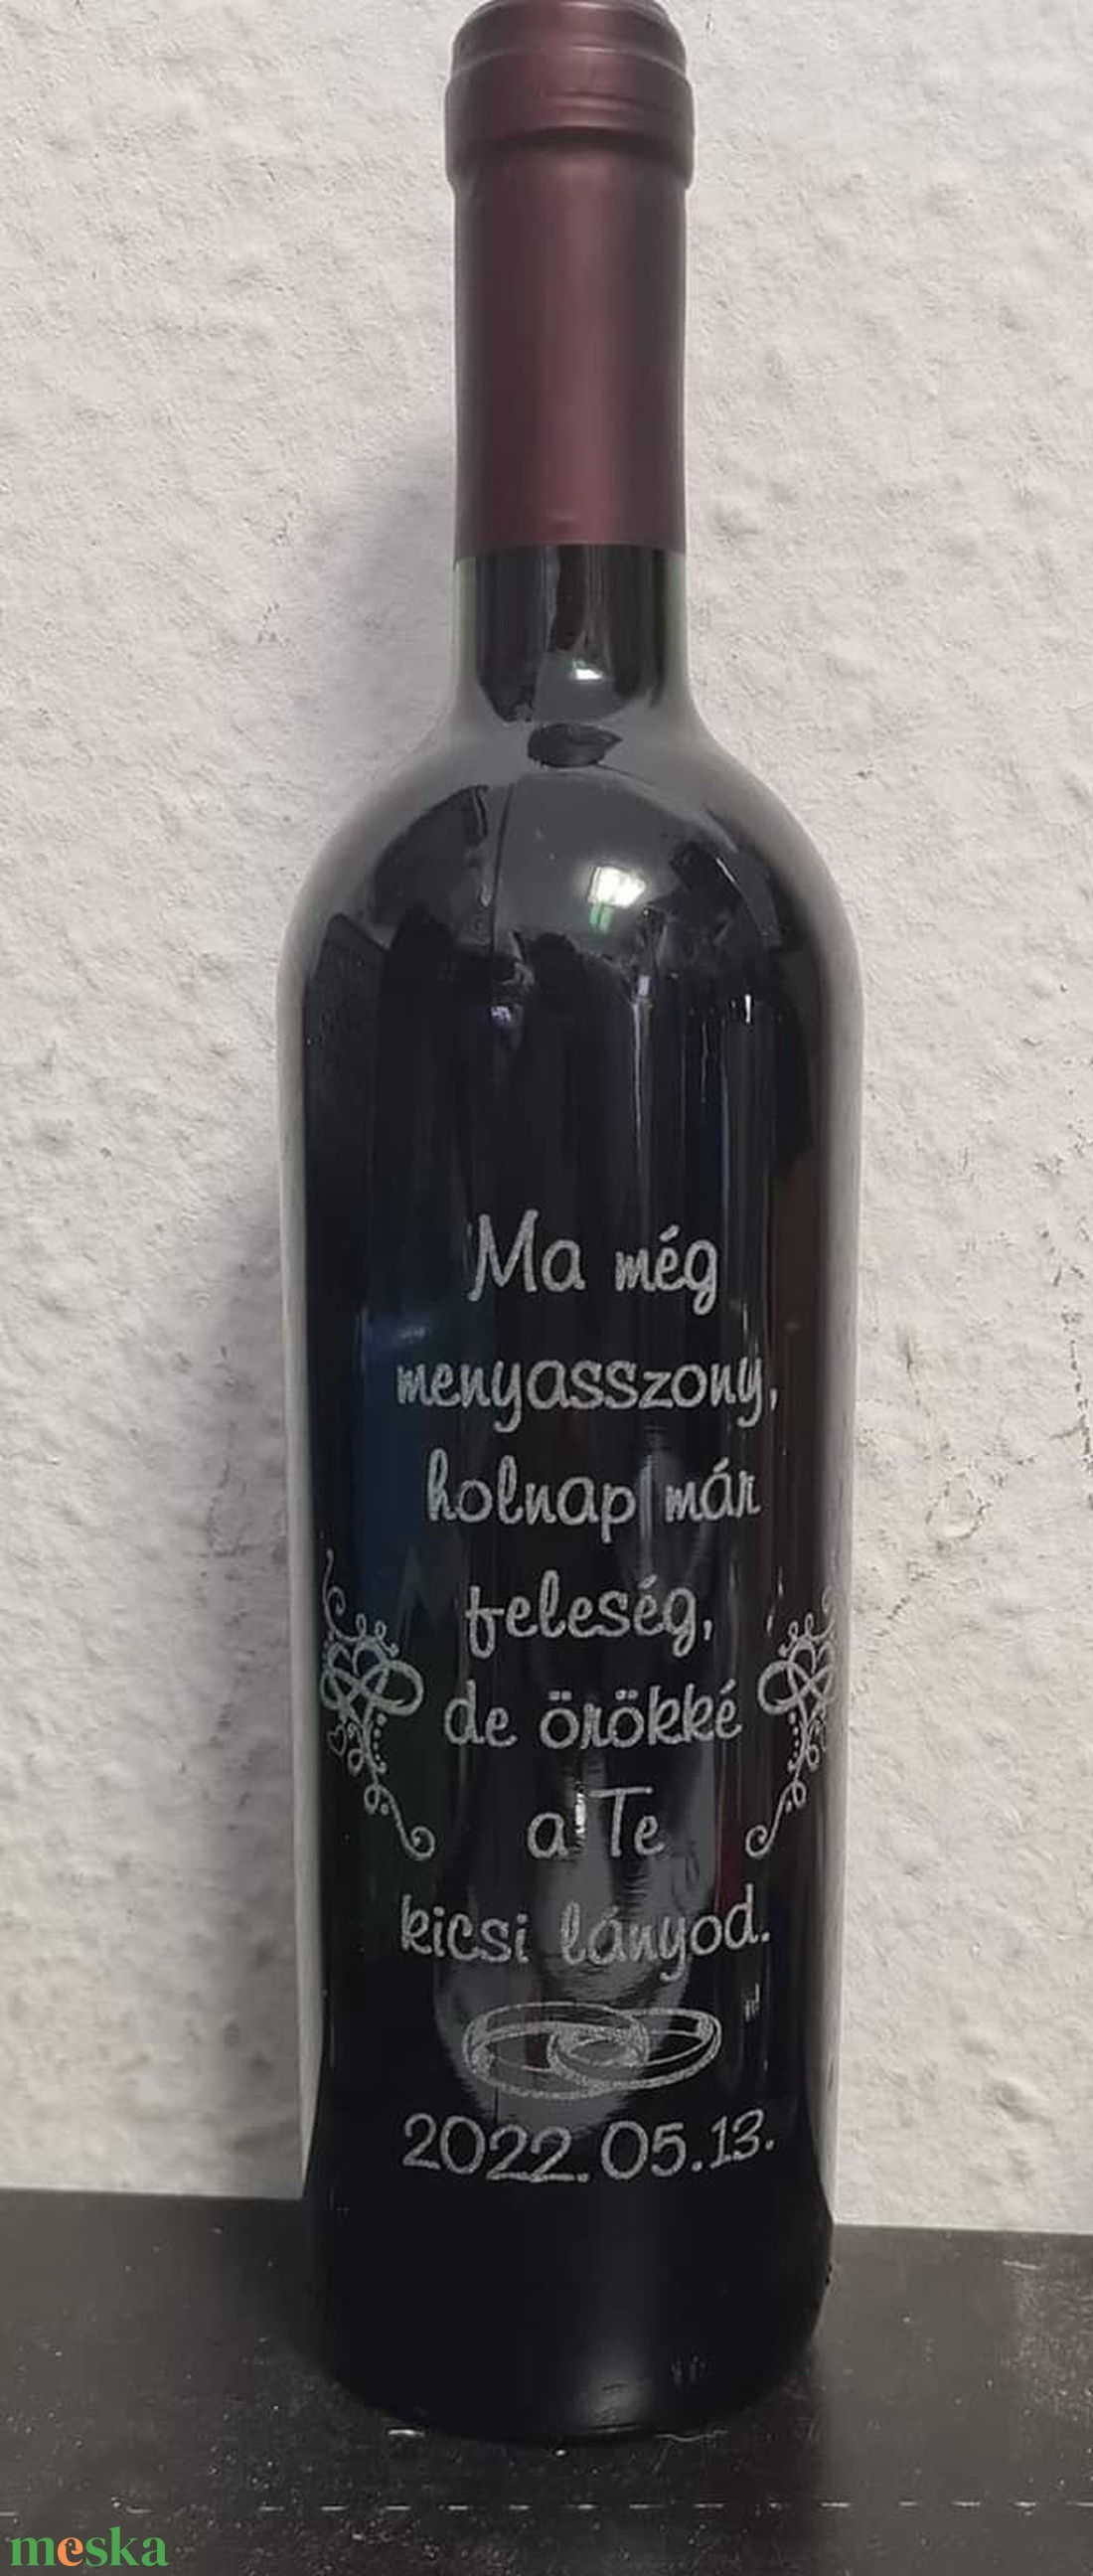 Ma még
menyasszony,
holnap már
feleség,
de örökké
a Te
kicsi lányod.
2022.05.13.
meska